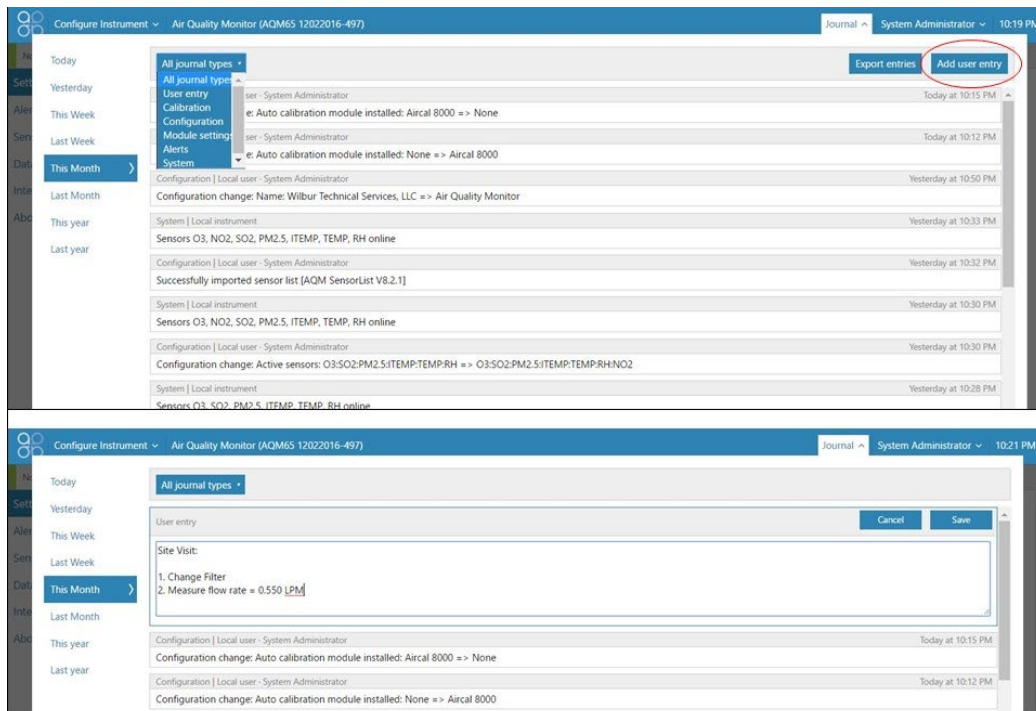 Configure Instrument Air Quality Monitor (AQM65 12022016-497) Journal System Administrator 10:19 PM
Today
Yesterday
This Week
Last Week
This Month
Last Month
This year
Last year
All journal types
All journal types
User entry
Calibration
Configuration
Module settings
Alerts
System
Export entries Add user entry
ser - System Administrator Today at 10:15 PM
e: Auto calibration module installed: Aircal 8000 => None
ser - System Administrator Today at 10:12 PM
e: Auto calibration module installed: None => Aircal 8000
Configuration | Local user - System Administrator Yesterday at 10:50 PM
Configuration change: Name: Wilbur Technical Services, LLC => Air Quality Monitor
System | Local instrument Yesterday at 10:33 PM
Sensors O3, NO2, SO2, PM2.5, ITEMP, TEMP, RH online
Configuration | Local user - System Administrator Yesterday at 10:32 PM
Successfully imported sensor list [AQM SensorList V8.2.1]
System | Local instrument Yesterday at 10:30 PM
Sensors O3, NO2, SO2, PM2.5, ITEMP, TEMP, RH online
Configuration | Local user - System Administrator Yesterday at 10:30 PM
Configuration change: Active sensors: O3:SO2:PM2.5:ITEMP:TEMP:RH => O3:SO2:PM2.5:ITEMP:TEMP:RH:NO2
System | Local instrument Yesterday at 10:28 PM
Sensors O3, SO2, PM2.5, ITEMP, TEMP, RH online
Configure Instrument Air Quality Monitor (AQM65 12022016-497) Journal System Administrator 10:21 PM
Today
Yesterday
This Week
Last Week
This Month
Last Month
This year
Last year
All journal types
User entry Cancel Save
Site Visit:
1. Change Filter
2. Measure flow rate = 0.550 LPM
Configuration | Local user - System Administrator Today at 10:15 PM
Configuration change: Auto calibration module installed: Aircal 8000 => None
Configuration | Local user - System Administrator Today at 10:12 PM
Configuration change: Auto calibration module installed: None => Aircal 8000